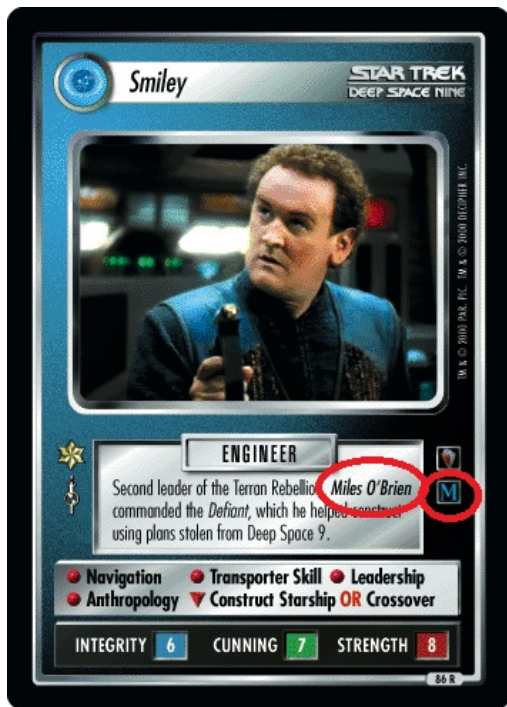 Smiley
STAR TREK
DEEP SPACE NINE
TM & © 2000 PAR. PIC. TM & © 2000 DECIPHER INC.
ENGINEER
Second leader of the Terran Rebellion Miles O'Brien
M
commanded the Defiant, which he helped construct
using plans stolen from Deep Space 9.
Navigation Transporter Skill Leadership
Anthropology Construct Starship OR Crossover
INTEGRITY 6 CUNNING 7 STRENGTH 8
86 R